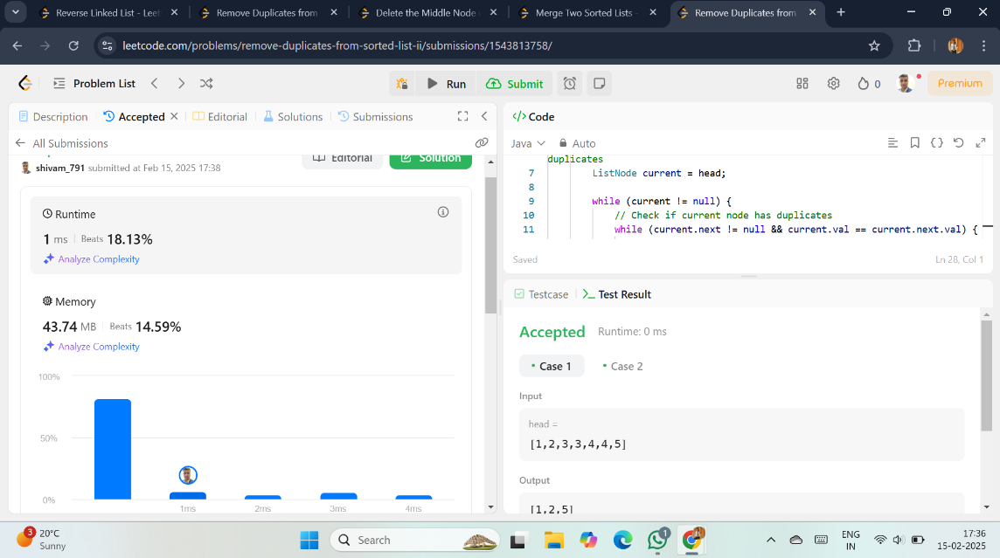 Reverse Linked List - Leet
Remove Duplicates from
Delete the Middle Node
Merge Two Sorted Lists -
Remove Duplicates from
leetcode.com/problems/remove-duplicates-from-sorted-list-ii/submissions/1543813758/
Problem List
Run
Submit
0
Premium
Description
Accepted
Editorial
Solutions
Submissions
All Submissions
shivam_791 submitted at Feb 15, 2025 17:38
Editorial
Solution
Runtime
1 ms
Beats 18.13%
Analyze Complexity
Memory
43.74 MB
Beats 14.59%
Analyze Complexity
100%
50%
0%
1ms
2ms
3ms
4ms
</> Code
Java
Auto
duplicates
7 ListNode current = head;
8
9 while (current != null) {
10 // Check if current node has duplicates
11 while (current.next != null && current.val == current.next.val) {
Saved
Ln 28, Col 1
Testcase
>_ Test Result
Accepted
Runtime: 0 ms
• Case 1
• Case 2
Input
head =
[1,2,3,3,4,4,5]
Output
[1,2,5]
3
20°C
Sunny
Search
1
ENG
IN
17:36
15-02-2025